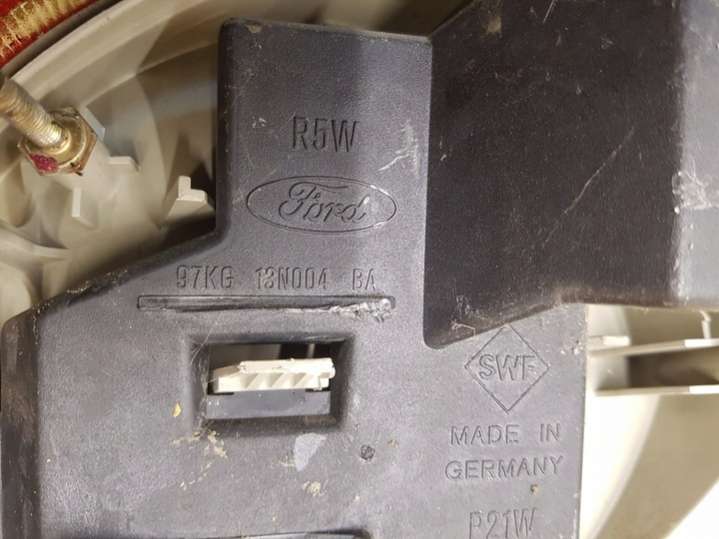 R5W
Ford
97KG 13N004 BA
SWF
MADE IN
GERMANY
P21W